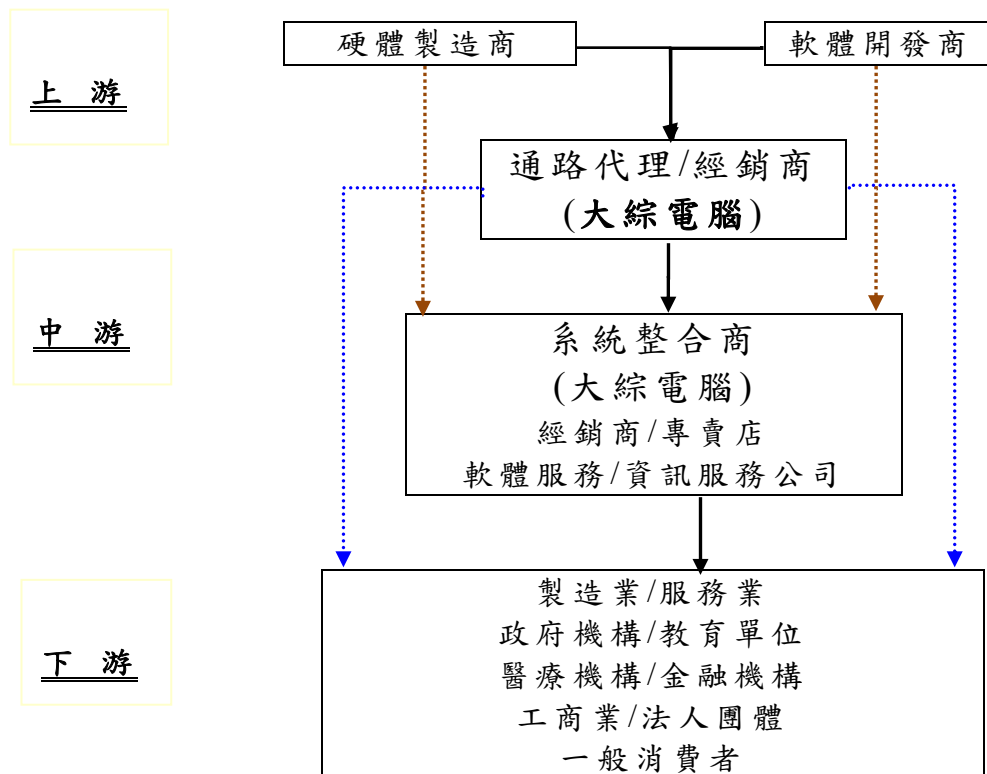 硬體製造商
軟體開發商
上 游
通路代理/經銷商
(大綜電腦)
中 游
系統整合商
(大綜電腦)
經銷商/專賣店
軟體服務/資訊服務公司
下 游
製造業/服務業
政府機構/教育單位
醫療機構/金融機構
工商業/法人團體
一般消費者